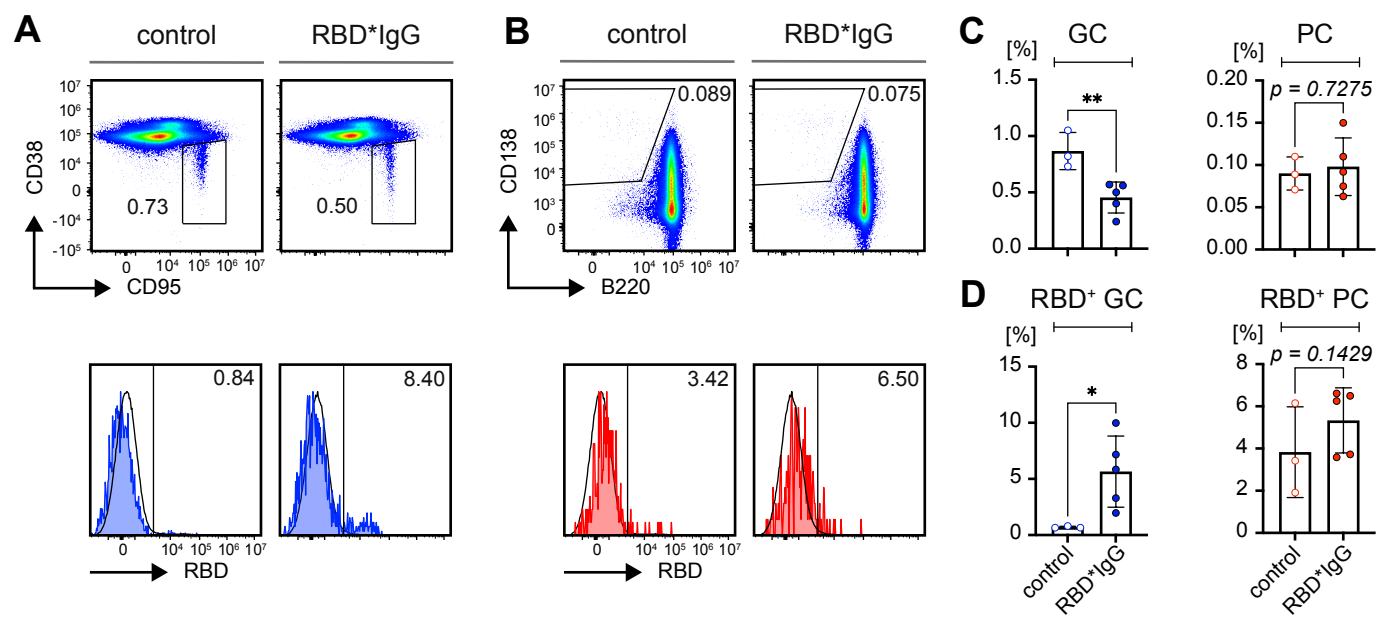 A
control
RBD*IgG
CD38
10⁷
10⁶
10⁵
10⁴
0
-10⁴
-10⁵
0.73
0.50
0 10⁴ 10⁵ 10⁶ 10⁷
CD95
0.84
8.40
0 10⁴ 10⁵ 10⁶ 10⁷
RBD
B
control
RBD*IgG
CD138
10⁷
10⁶
10⁵
10⁴
10³
0
0.089
0.075
0 10⁴ 10⁵ 10⁶ 10⁷
B220
3.42
6.50
0 10⁴ 10⁵ 10⁶ 10⁷
RBD
C
GC
[%]
1.5
1.0
0.5
0.0
**
PC
[%]
0.20
0.15
0.10
0.05
0.00
p = 0.7275
D
RBD⁺ GC
[%]
15
10
5
0
*
control
RBD*IgG
RBD⁺ PC
[%]
8
6
4
2
0
p = 0.1429
control
RBD*IgG